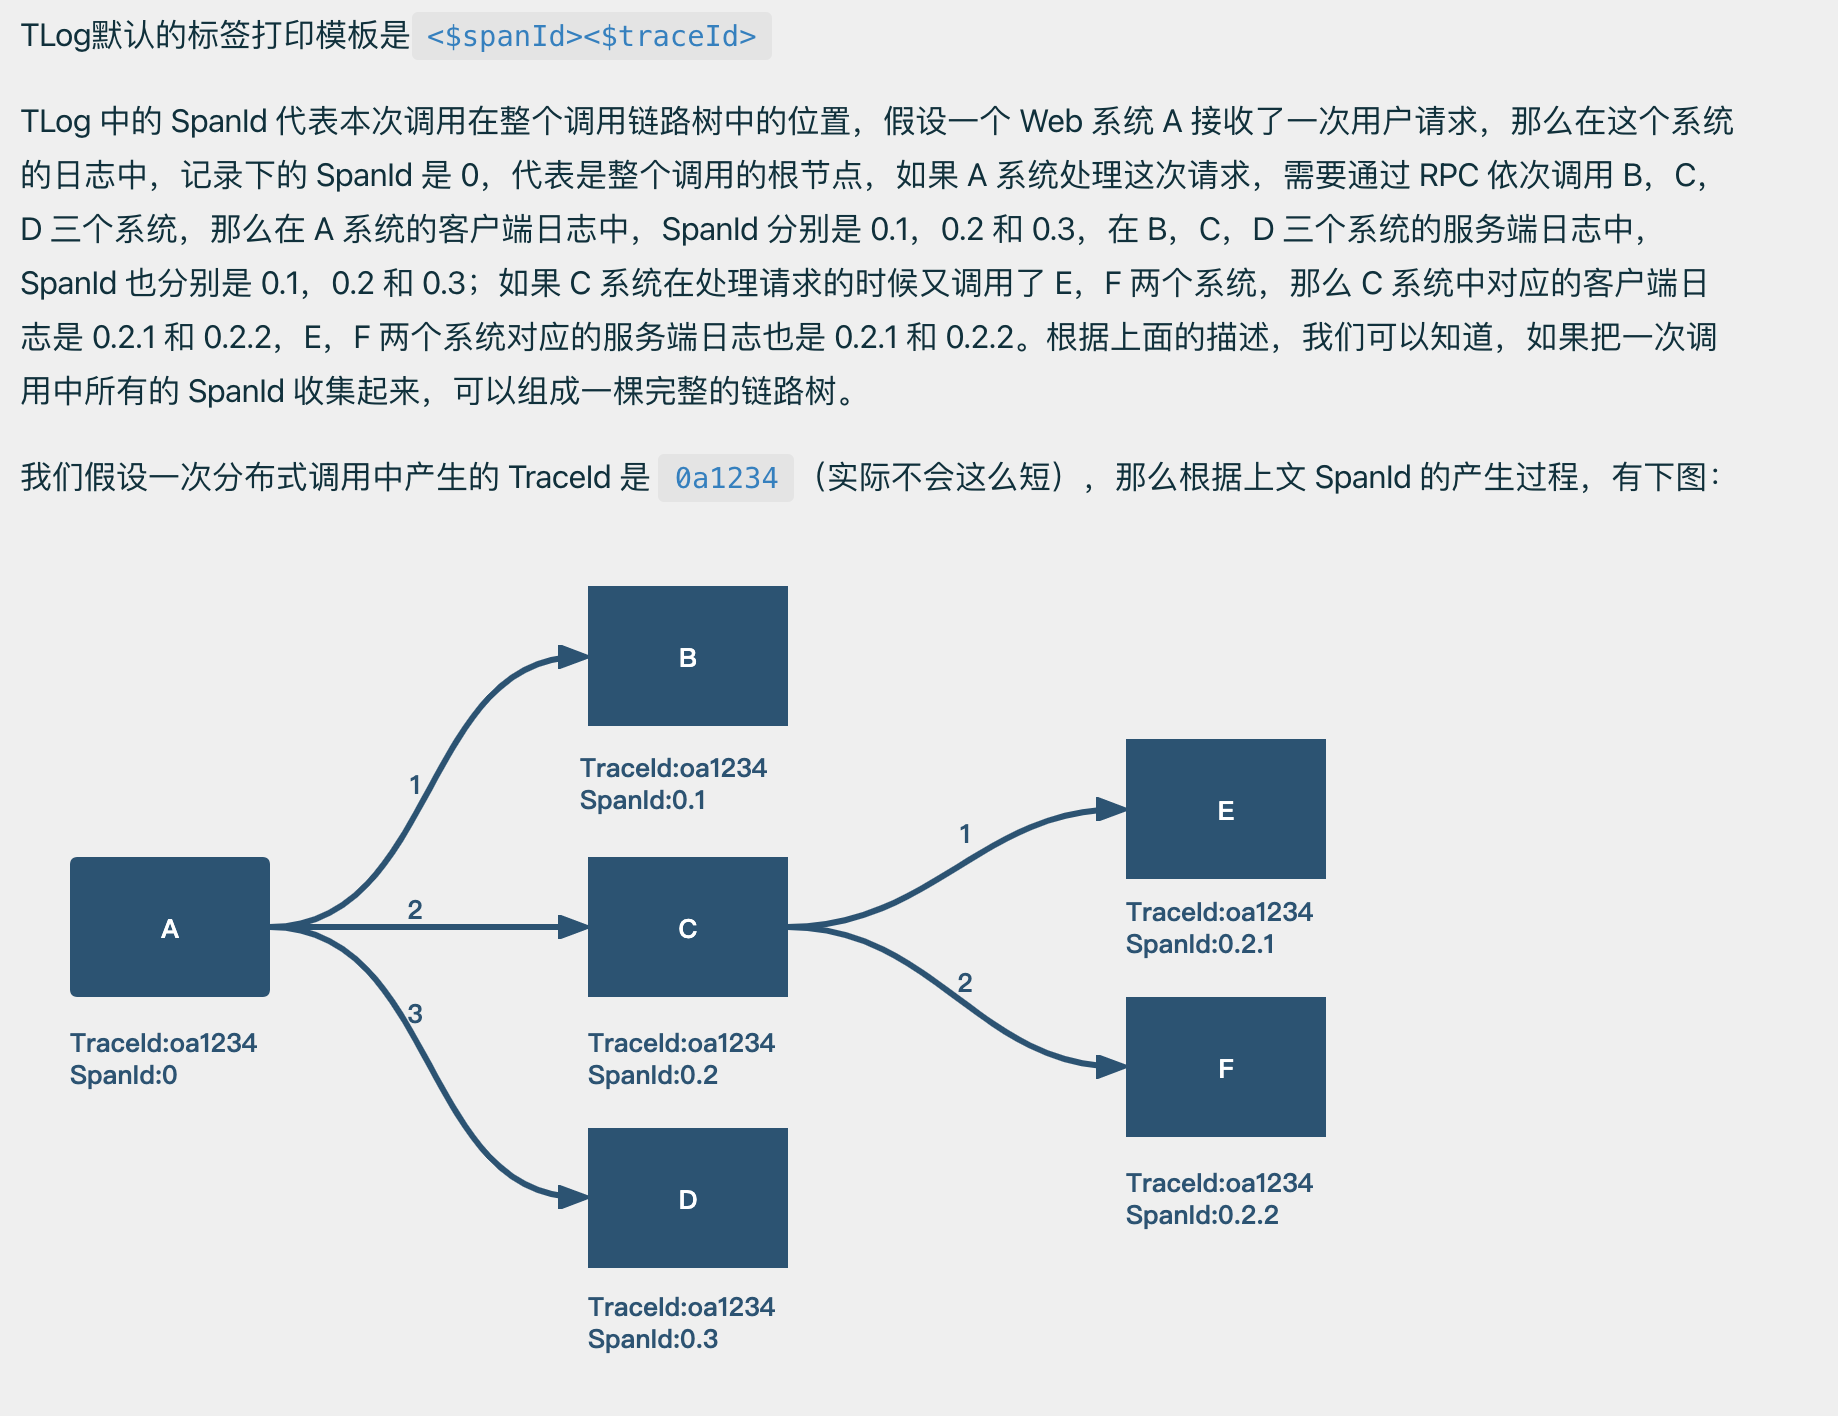 TLog默认的标签打印模板是 <$spanId><$traceId>
TLog 中的 SpanId 代表本次调用在整个调用链路树中的位置，假设一个 Web 系统 A 接收了一次用户请求，那么在这个系统
的日志中，记录下的 SpanId 是 0，代表是整个调用的根节点，如果 A 系统处理这次请求，需要通过 RPC 依次调用 B，C，
D 三个系统，那么在 A 系统的客户端日志中，SpanId 分别是 0.1，0.2 和 0.3，在 B，C，D 三个系统的服务端日志中，
SpanId 也分别是 0.1，0.2 和 0.3；如果 C 系统在处理请求的时候又调用了 E，F 两个系统，那么 C 系统中对应的客户端日
志是 0.2.1 和 0.2.2，E，F 两个系统对应的服务端日志也是 0.2.1 和 0.2.2。根据上面的描述，我们可以知道，如果把一次调
用中所有的 SpanId 收集起来，可以组成一棵完整的链路树。
我们假设一次分布式调用中产生的 TraceId 是 0a1234 （实际不会这么短），那么根据上文 SpanId 的产生过程，有下图：
A
TraceId:oa1234
SpanId:0
1
2
3
B
TraceId:oa1234
SpanId:0.1
C
TraceId:oa1234
SpanId:0.2
D
TraceId:oa1234
SpanId:0.3
1
2
E
TraceId:oa1234
SpanId:0.2.1
F
TraceId:oa1234
SpanId:0.2.2